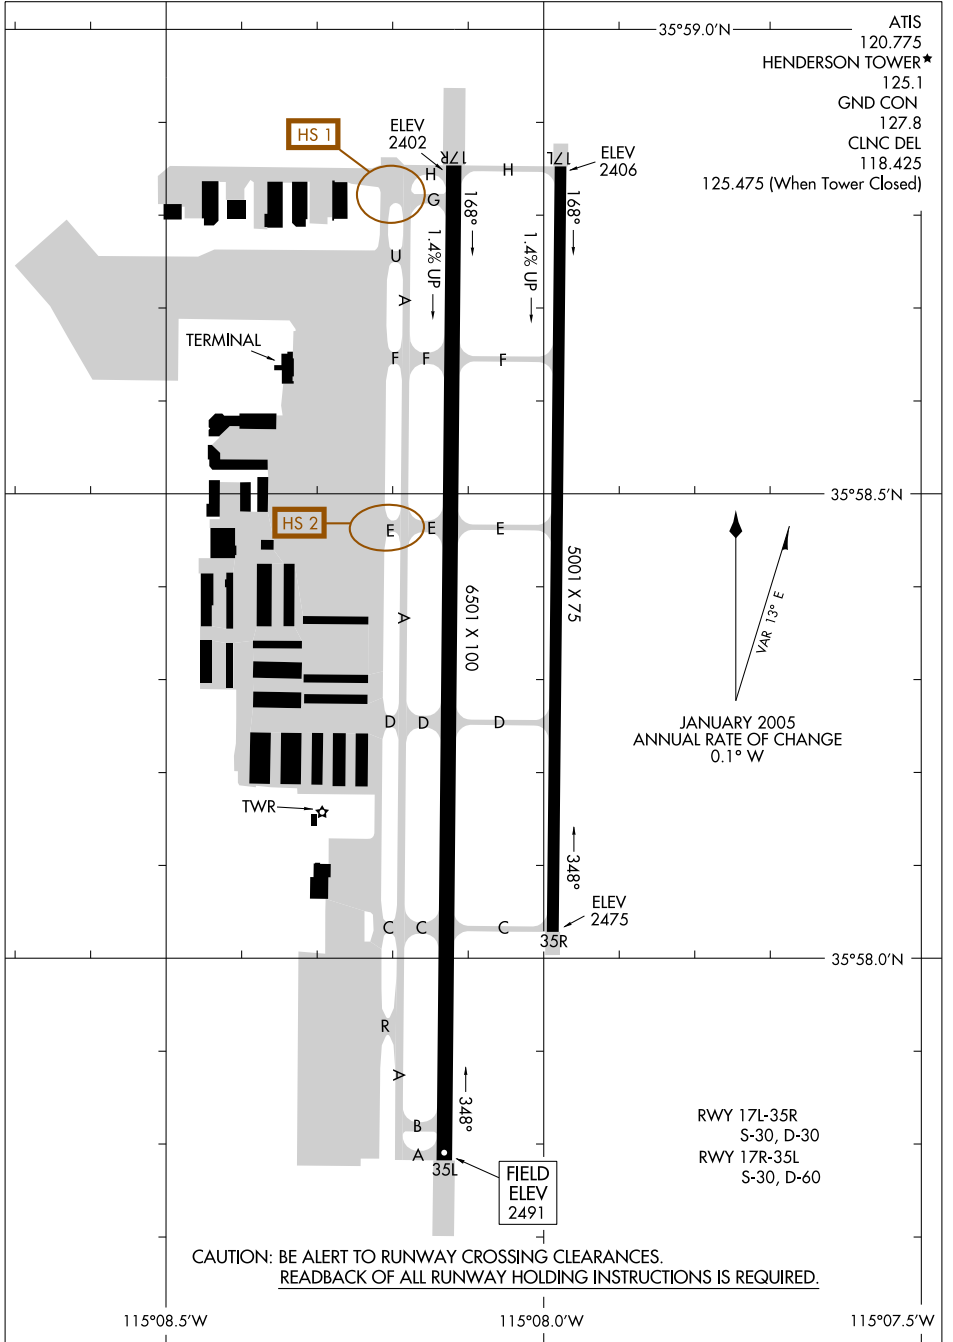 35°59.0'N
ATIS
120.775
HENDERSON TOWER★
125.1
GND CON
127.8
CLNC DEL
118.425
125.475 (When Tower Closed)
HS 1
ELEV
2402
17R
17L
ELEV
2406
H
H
G
168°
168°
1.4% UP
1.4% UP
U
A
TERMINAL
F
F
F
35°58.5'N
HS 2
E
E
E
6501 X 100
5001 X 75
A
VAR 13° E
JANUARY 2005
ANNUAL RATE OF CHANGE
0.1° W
D
D
D
TWR
348°
ELEV
2475
C
C
C
35R
35°58.0'N
R
A
348°
B
A
35L
FIELD
ELEV
2491
RWY 17L-35R
S-30, D-30
RWY 17R-35L
S-30, D-60
CAUTION: BE ALERT TO RUNWAY CROSSING CLEARANCES.
READBACK OF ALL RUNWAY HOLDING INSTRUCTIONS IS REQUIRED.
115°08.5'W
115°08.0'W
115°07.5'W